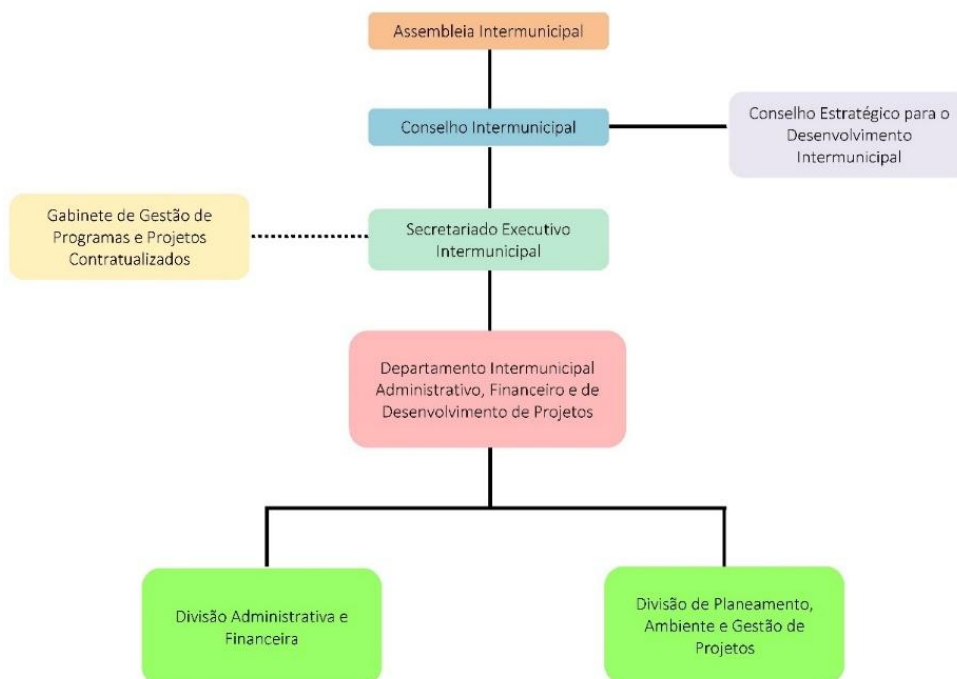 Assembleia Intermunicipal
Conselho Intermunicipal
Conselho Estratégico para o
Desenvolvimento
Intermunicipal
Gabinete de Gestão de
Programas e Projetos
Contratualizados
Secretariado Executivo
Intermunicipal
Departamento Intermunicipal
Administrativo, Financeiro e de
Desenvolvimento de Projetos
Divisão Administrativa e
Financeira
Divisão de Planeamento,
Ambiente e Gestão de
Projetos